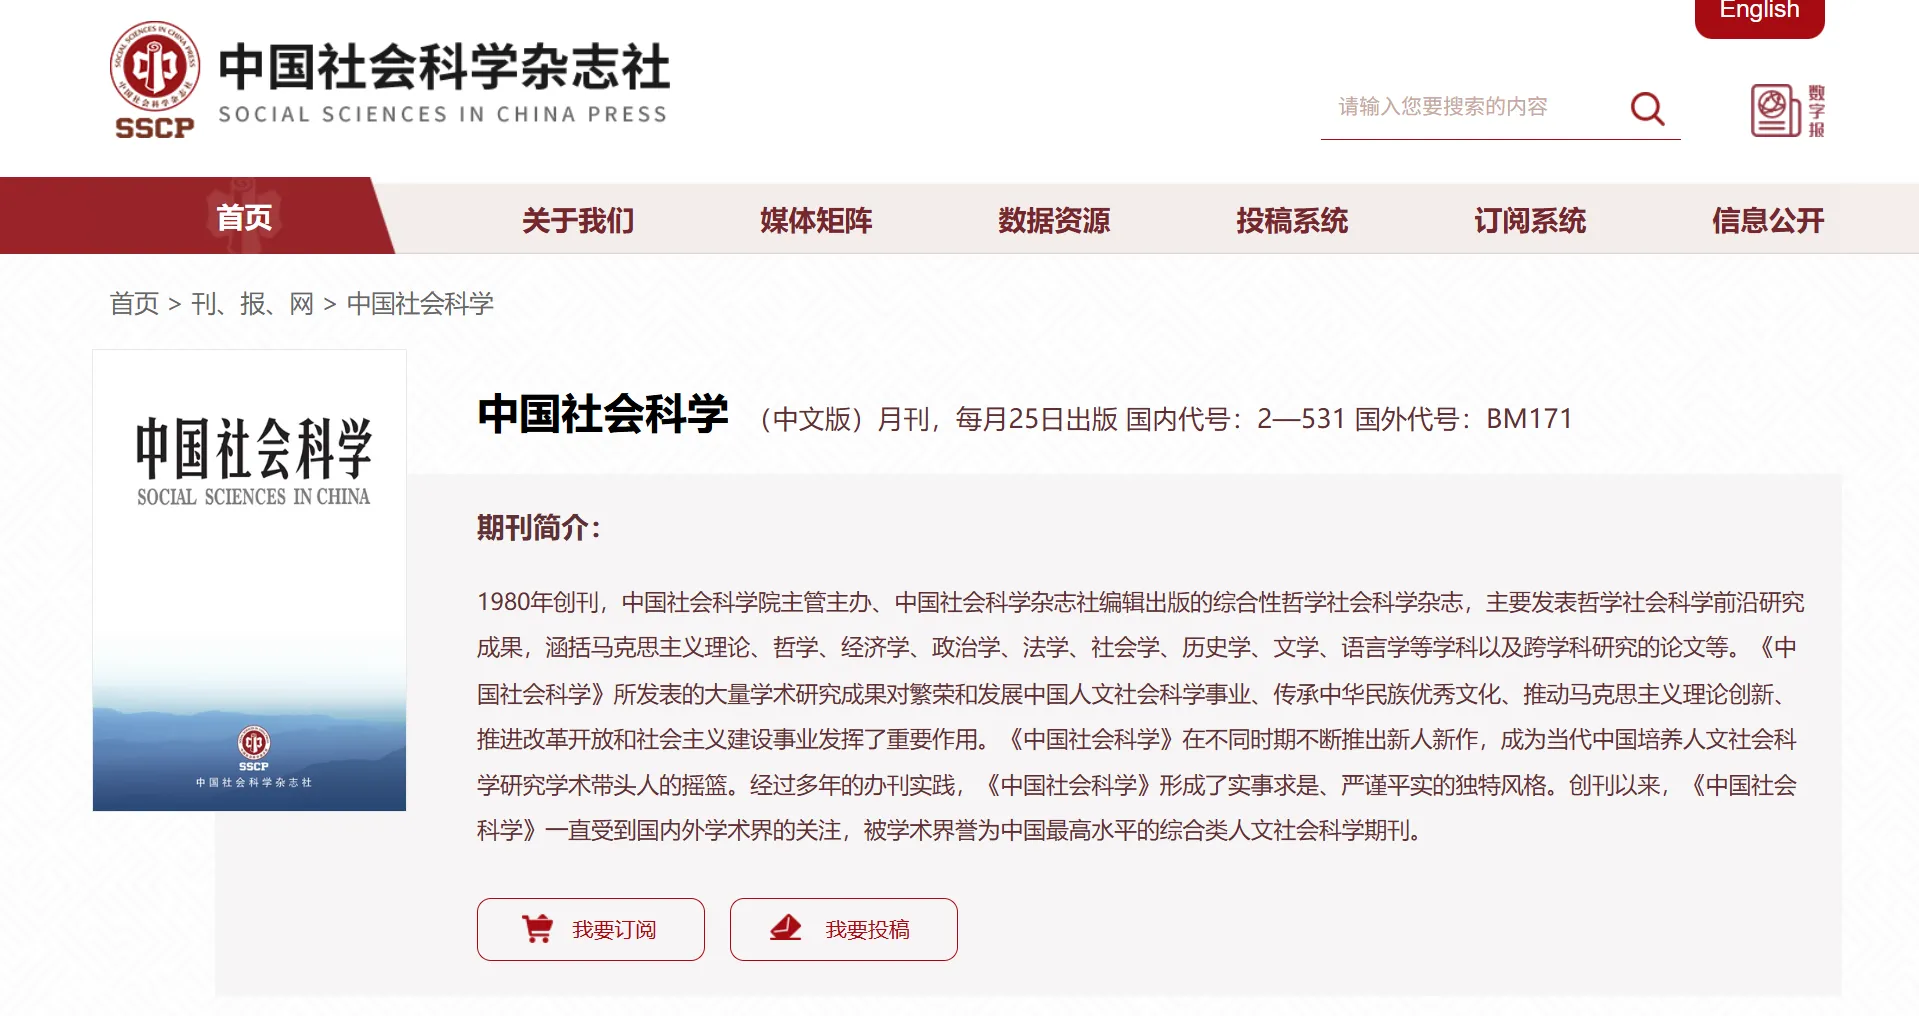 English
SOCIAL SCIENCES IN CHINA PRESS
中国社会科学杂志社
SSCP
中国社会科学杂志社
SOCIAL SCIENCES IN CHINA PRESS
请输入您要搜索的内容
数字报
首页
关于我们
媒体矩阵
数据资源
投稿系统
订阅系统
信息公开
首页 > 刊、报、网 > 中国社会科学
中国社会科学
SOCIAL SCIENCES IN CHINA
SSCP
中国社会科学杂志社
中国社会科学 （中文版）月刊，每月25日出版 国内代号：2—531 国外代号：BM171
期刊简介：
1980年创刊，中国社会科学院主管主办、中国社会科学杂志社编辑出版的综合性哲学社会科学杂志，主要发表哲学社会科学前沿研究
成果，涵括马克思主义理论、哲学、经济学、政治学、法学、社会学、历史学、文学、语言学等学科以及跨学科研究的论文等。《中
国社会科学》所发表的大量学术研究成果对繁荣和发展中国人文社会科学事业、传承中华民族优秀文化、推动马克思主义理论创新、
推进改革开放和社会主义建设事业发挥了重要作用。《中国社会科学》在不同时期不断推出新人新作，成为当代中国培养人文社会科
学研究学术带头人的摇篮。经过多年的办刊实践，《中国社会科学》形成了实事求是、严谨平实的独特风格。创刊以来，《中国社会
科学》一直受到国内外学术界的关注，被学术界誉为中国最高水平的综合类人文社会科学期刊。
我要订阅
我要投稿